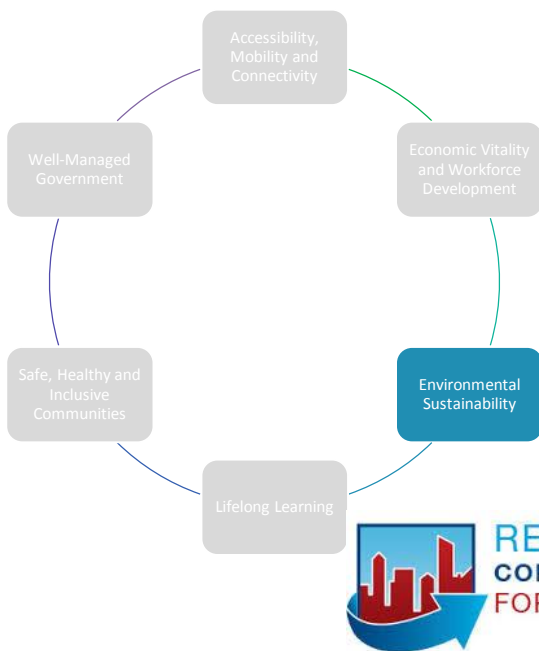 Accessibility,
Mobility and
Connectivity
Well-Managed
Government
Economic Vitality
and Workforce
Development
Safe, Healthy and
Inclusive
Communities
Environmental
Sustainability
Lifelong Learning
RE
CO
FOR